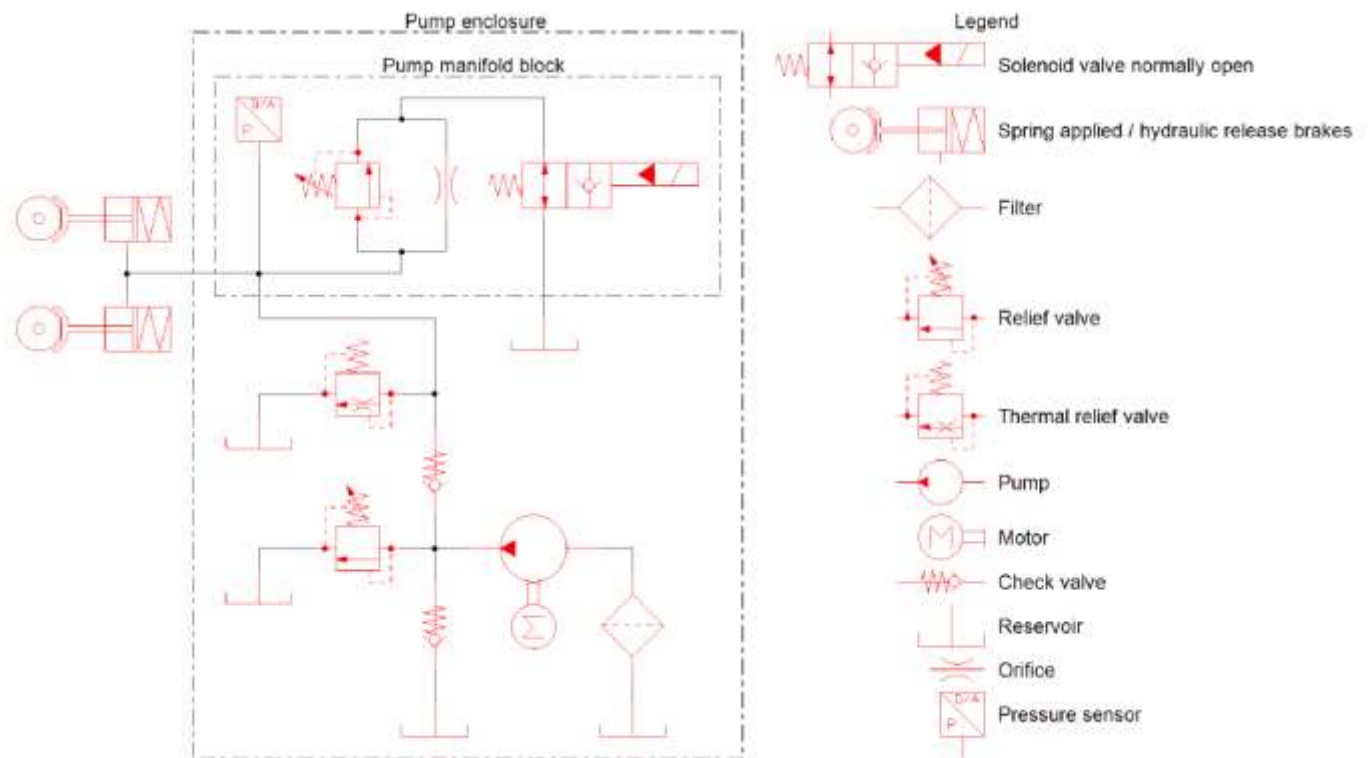 Pump enclosure
Pump manifold block
D/A
P
M
Legend
Solenoid valve normally open
Spring applied / hydraulic release brakes
Filter
Relief valve
Thermal relief valve
Pump
M
Motor
Check valve
Reservoir
Orifice
D/A
P
Pressure sensor